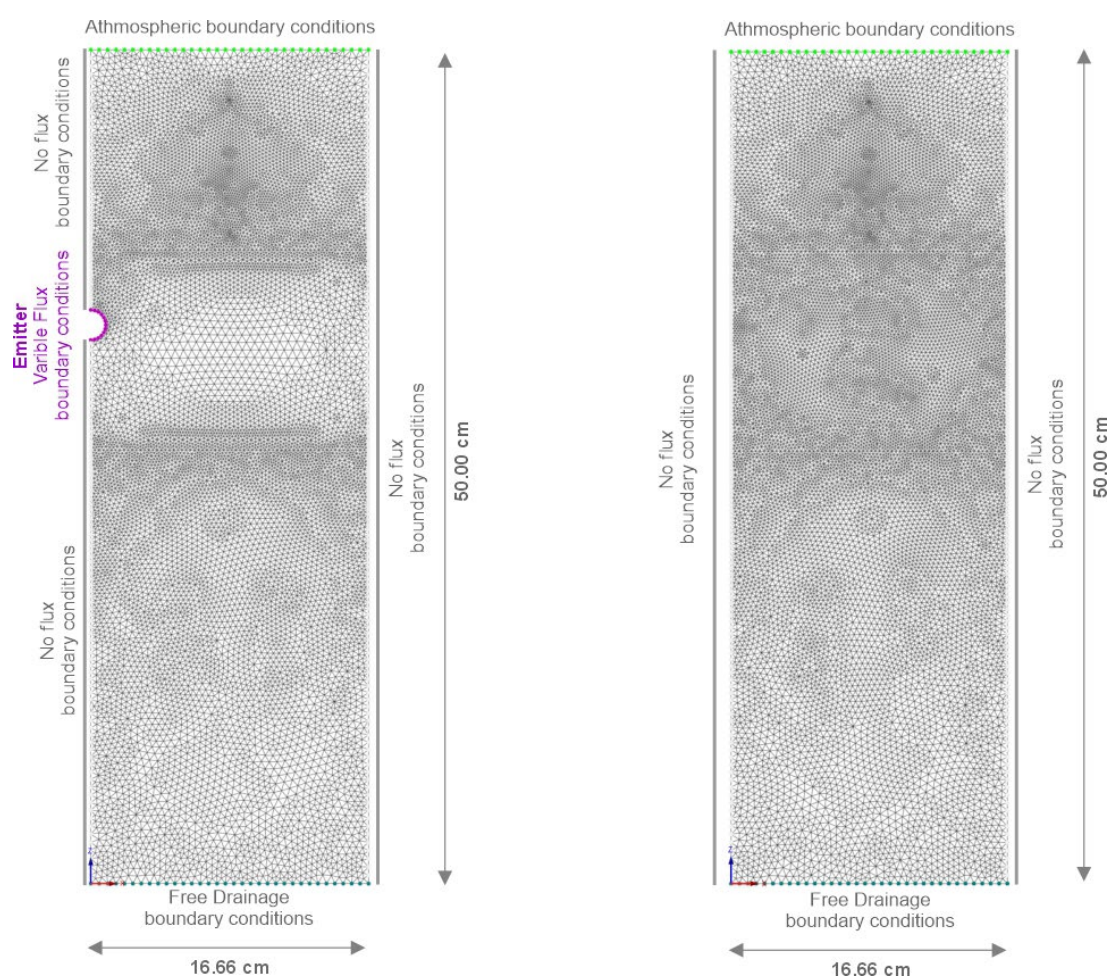 Athmospheric boundary conditions
No flux
boundary conditions
Emitter
Varible Flux
boundary conditions
No flux
boundary conditions
No flux
boundary conditions
50.00 cm
z
Free Drainage
boundary conditions
16.66 cm
Athmospheric boundary conditions
No flux
boundary conditions
No flux
boundary conditions
50.00 cm
z
Free Drainage
boundary conditions
16.66 cm